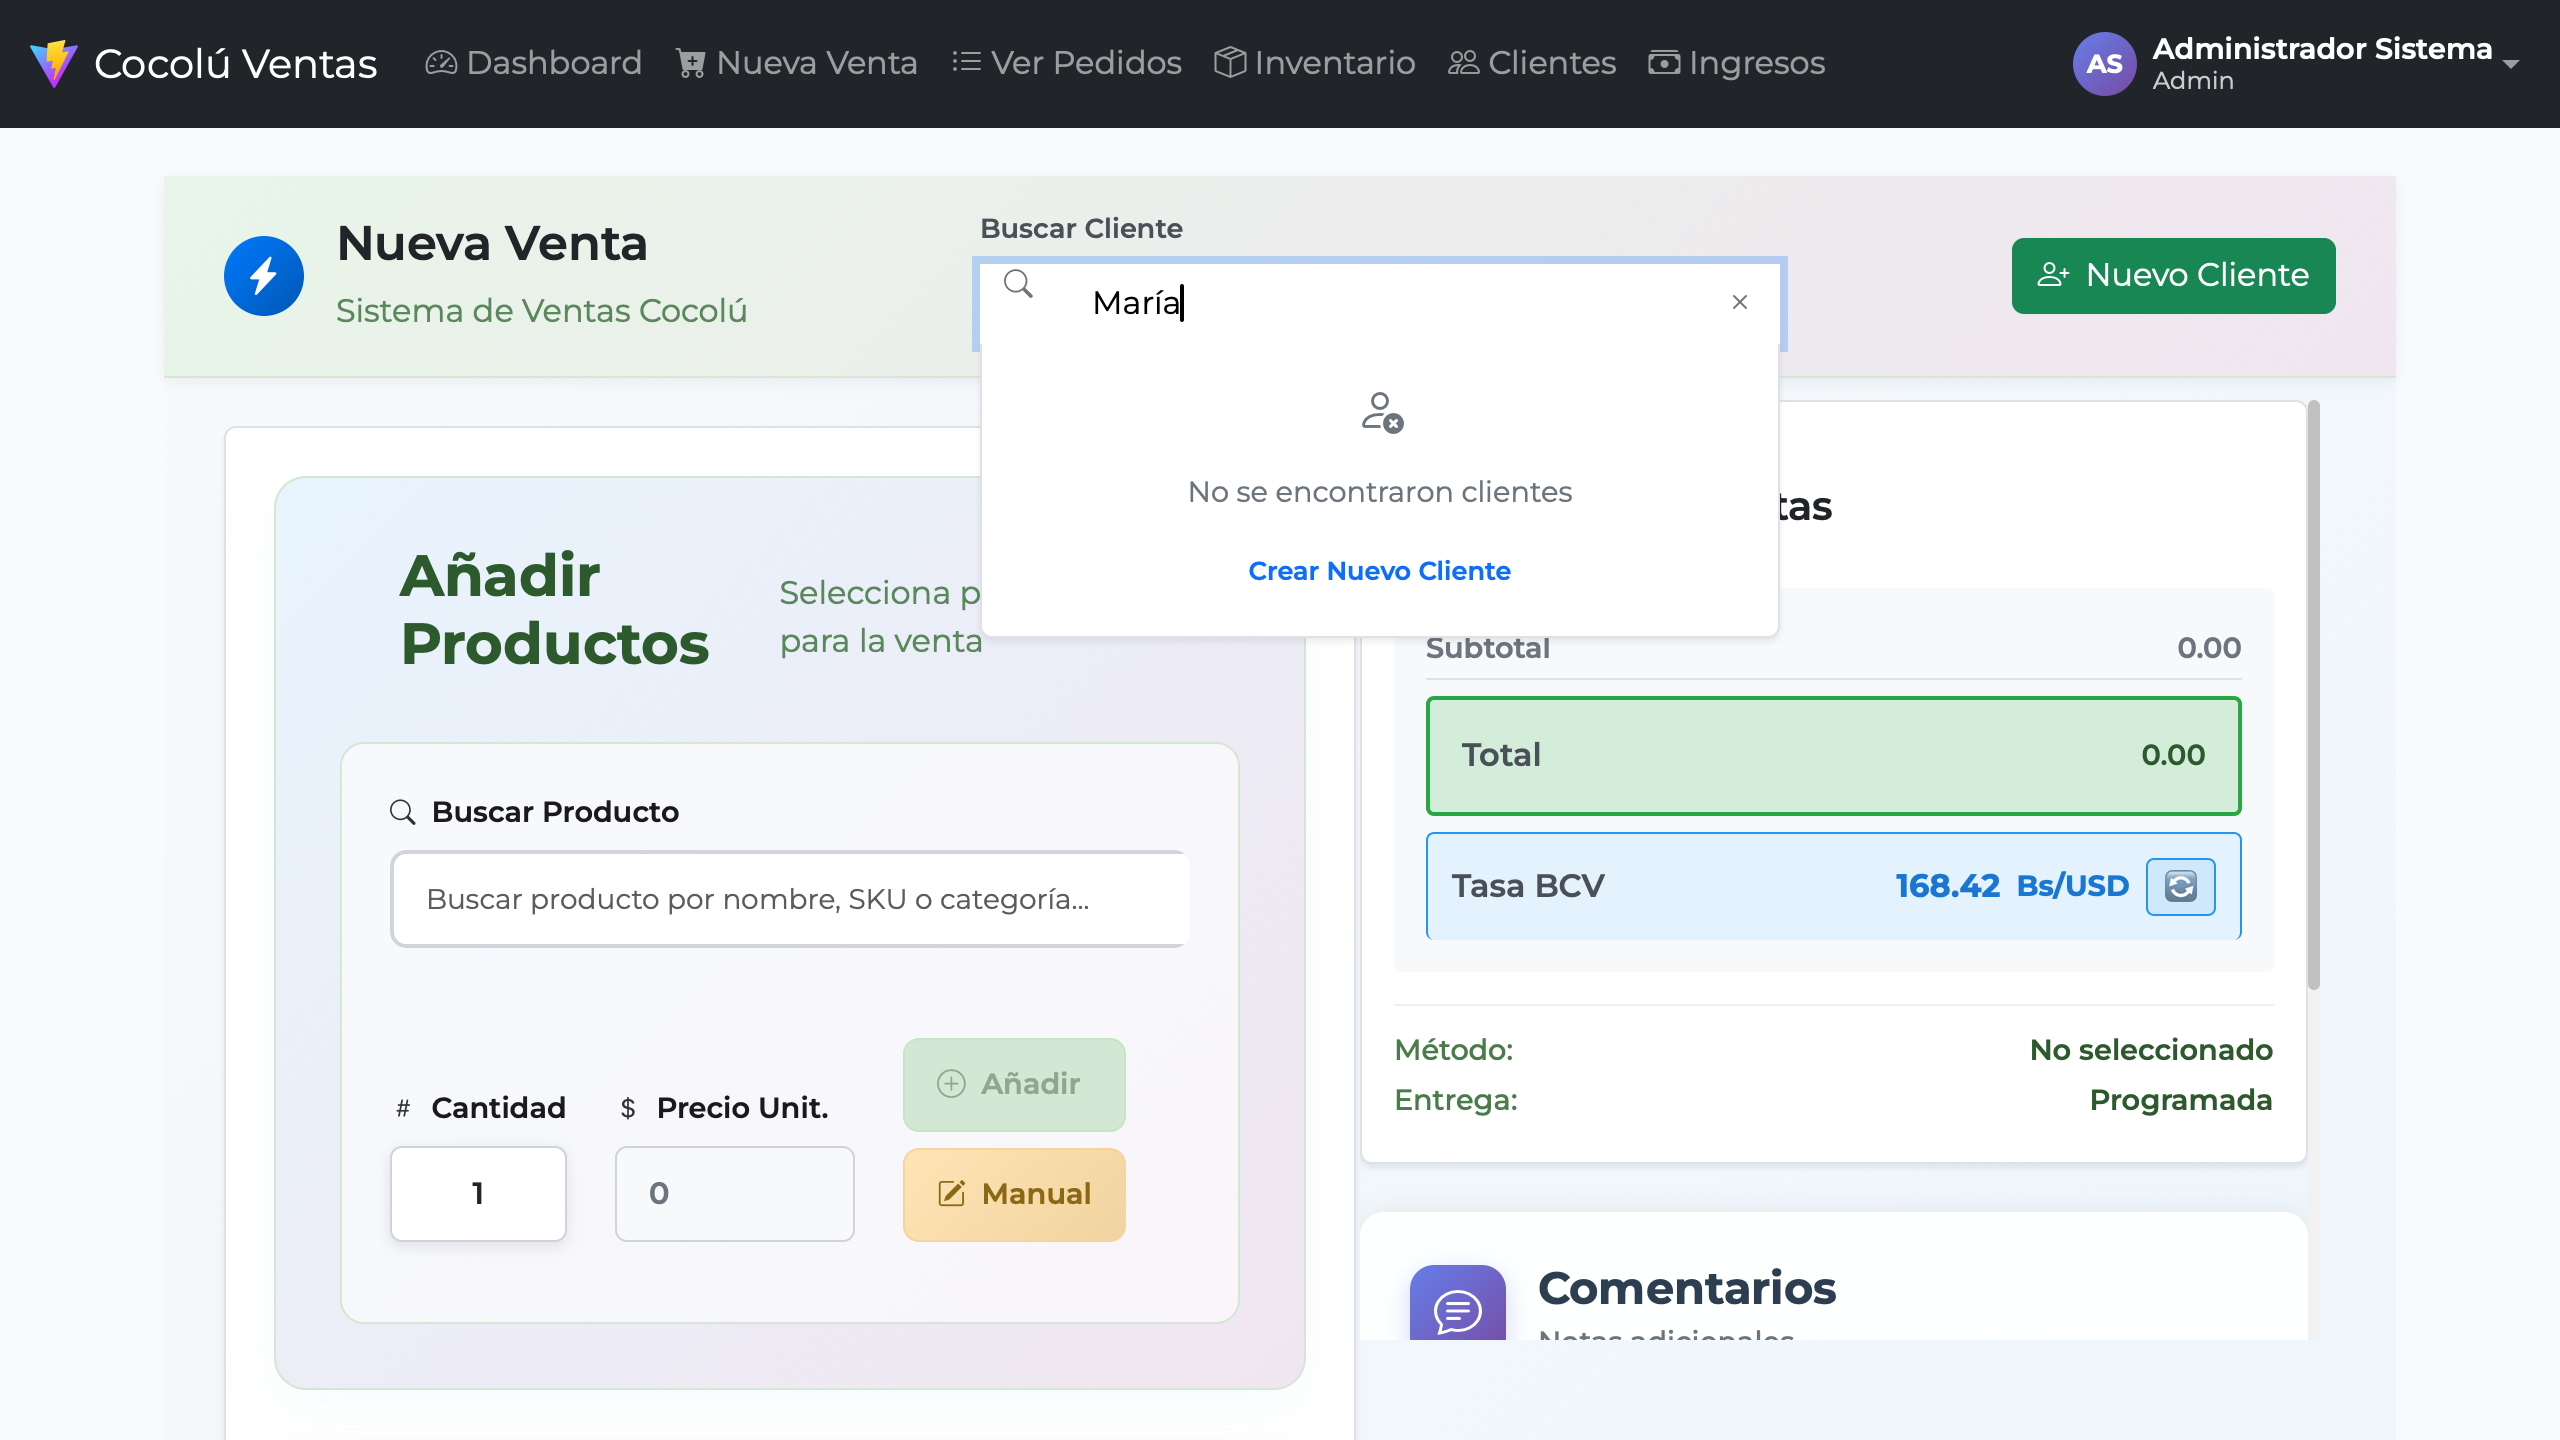 Cocolú Ventas
Dashboard
Nueva Venta
Ver Pedidos
Inventario
Clientes
Ingresos
AS
Administrador Sistema
Admin
Nueva Venta
Sistema de Ventas Cocolú
Buscar Cliente
María
Nuevo Cliente
No se encontraron clientes
Crear Nuevo Cliente
Añadir
Productos
Selecciona p
para la venta
Buscar Producto
Buscar producto por nombre, SKU o categoría...
# Cantidad
1
$ Precio Unit.
0
Añadir
Manual
tas
Subtotal 0.00
Total 0.00
Tasa BCV 168.42 Bs/USD
Método: No seleccionado
Entrega: Programada
Comentarios
Notas adicionales